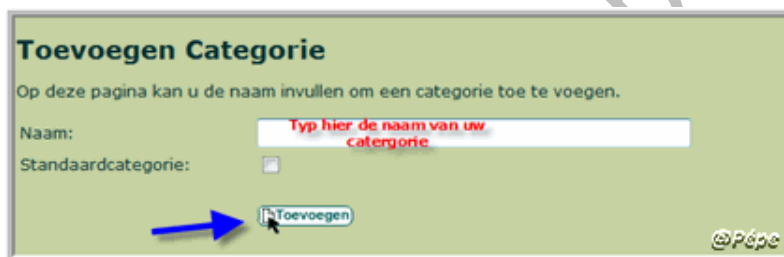 Toevoegen Categorie
Op deze pagina kan u de naam invullen om een categorie toe te voegen.
Naam:
Typ hier de naam van uw
catergorie
Standaardcategorie:
Toevoegen
@Pépé